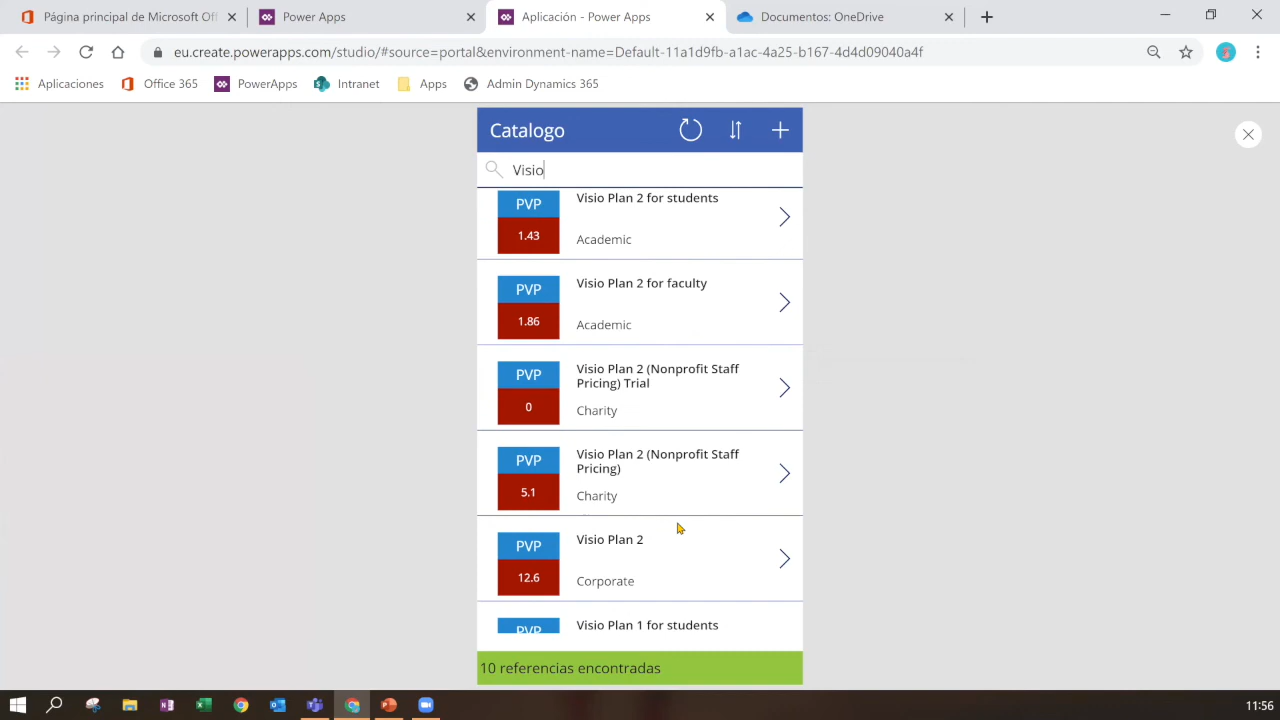 Página principal de Microsoft Of
Power Apps
Aplicación - Power Apps
Documentos: OneDrive
eu.create.powerapps.com/studio/#source=portal&environment-name=Default-11a1d9fb-a1ac-4a25-b167-4d4d09040a4f
Aplicaciones
Office 365
PowerApps
Intranet
Apps
Admin Dynamics 365
Catalogo
Visio
PVP
1.43
Visio Plan 2 for students
Academic
PVP
1.86
Visio Plan 2 for faculty
Academic
PVP
0
Visio Plan 2 (Nonprofit Staff
Pricing) Trial
Charity
PVP
5.1
Visio Plan 2 (Nonprofit Staff
Pricing)
Charity
PVP
12.6
Visio Plan 2
Corporate
PVP
Visio Plan 1 for students
10 referencias encontradas
11:56